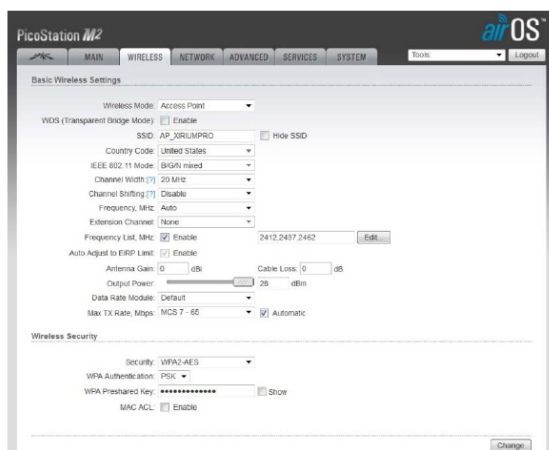 PicoStation M2
airOS™
MAIN WIRELESS NETWORK ADVANCED SERVICES SYSTEM Tools: Logout
Basic Wireless Settings
Wireless Mode: Access Point
WDS (Transparent Bridge Mode): Enable
SSID: AP_XIRIUMPRO Hide SSID
Country Code: United States
IEEE 802.11 Mode: B/G/N mixed
Channel Width:[?] 20 MHz
Channel Shifting:[?] Disable
Frequency, MHz: Auto
Extension Channel: None
Frequency List, MHz: Enable 2412,2437,2462 Edit...
Auto Adjust to EIRP Limit: Enable
Antenna Gain: 0 dBi Cable Loss: 0 dB
Output Power: 28 dBm
Data Rate Module: Default
Max TX Rate, Mbps: MCS 7 - 65 Automatic
Wireless Security
Security: WPA2-AES
WPA Authentication: PSK
WPA Preshared Key: ••••••••••••• Show
MAC ACL: Enable
Change